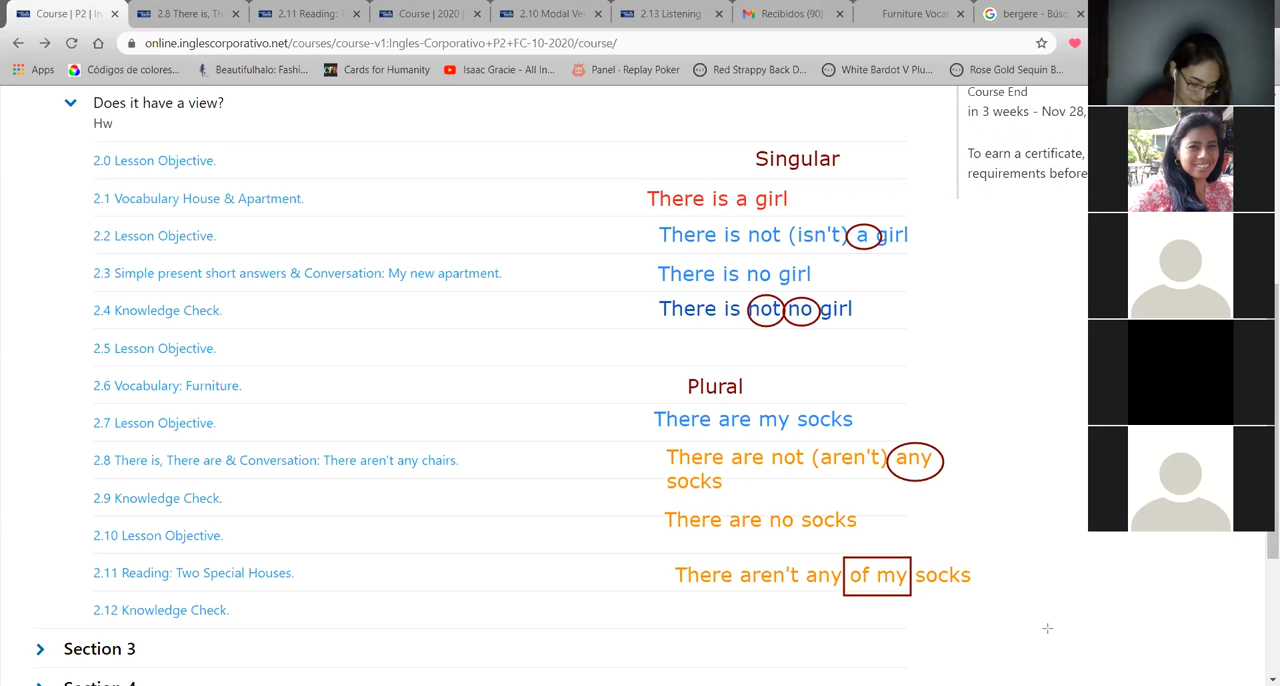 Course | P2 | In
2.8 There is, Th
2.11 Reading: T
Course | 2020 |
2.10 Modal Ver
2.13 Listening
Recibidos (90)
Furniture Vocal
bergere - Búsq
online.inglescorporativo.net/courses/course-v1:Ingles-Corporativo+P2+FC-10-2020/course/
Apps
Códigos de colores...
Beautifulhalo: Fashi...
Cards for Humanity
Isaac Gracie - All In...
Panel · Replay Poker
Red Strappy Back D...
White Bardot V Plu...
Rose Gold Sequin B...
Does it have a view?
Hw
Course End
in 3 weeks - Nov 28,
To earn a certificate,
requirements before
2.0 Lesson Objective.
Singular
2.1 Vocabulary House & Apartment.
There is a girl
2.2 Lesson Objective.
There is not (isn't) a girl
2.3 Simple present short answers & Conversation: My new apartment.
There is no girl
2.4 Knowledge Check.
There is not no girl
2.5 Lesson Objective.
2.6 Vocabulary: Furniture.
Plural
2.7 Lesson Objective.
There are my socks
2.8 There is, There are & Conversation: There aren't any chairs.
There are not (aren't) any
socks
2.9 Knowledge Check.
There are no socks
2.10 Lesson Objective.
2.11 Reading: Two Special Houses.
There aren't any of my socks
2.12 Knowledge Check.
Section 3